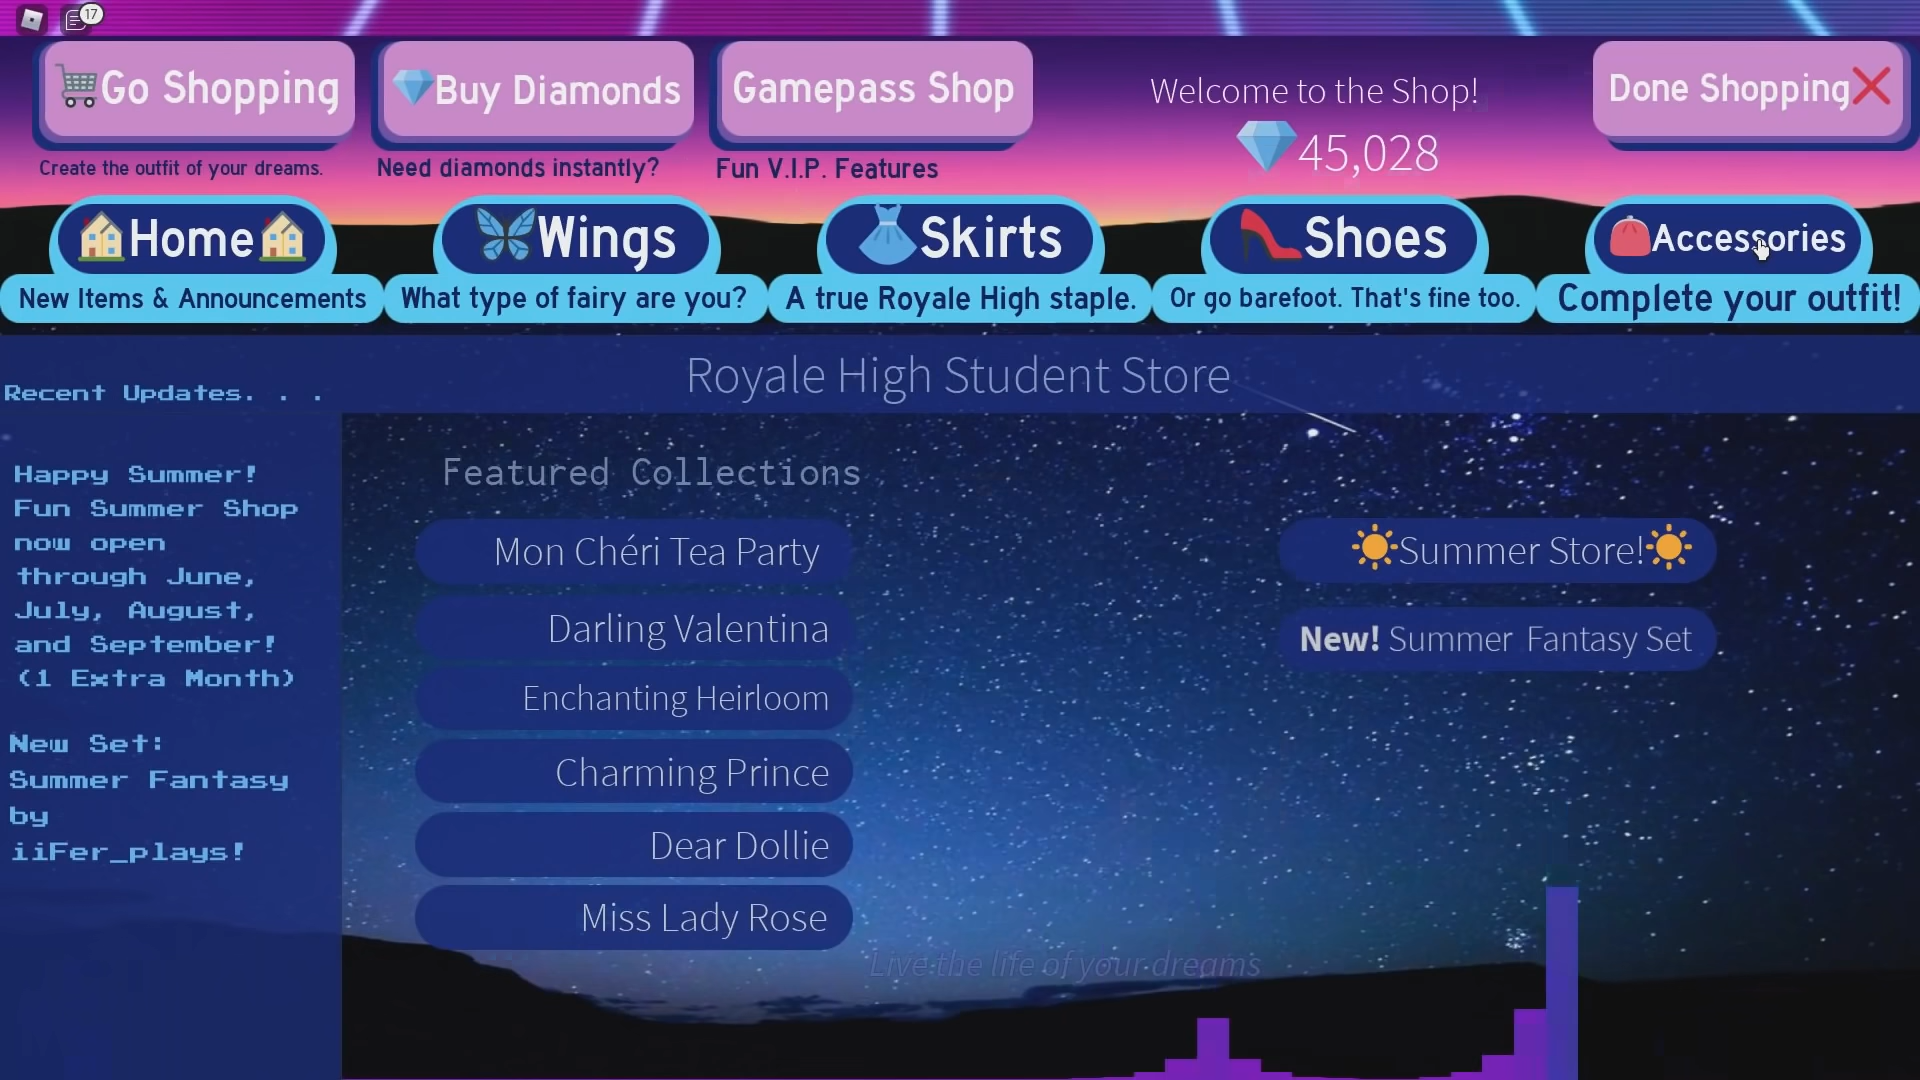 17
Go Shopping
Buy Diamonds
Gamepass Shop
Welcome to the Shop!
45,028
Done Shopping
Create the outfit of your dreams.
Need diamonds instantly?
Fun V.I.P. Features
Home
Wings
Skirts
Shoes
Accessories
New Items & Announcements
What type of fairy are you?
A true Royale High staple.
Or go barefoot. That's fine too.
Complete your outfit!
Royale High Student Store
Recent Updates. . .
Happy Summer!
Fun Summer Shop
now open
through June,
July, August,
and September!
(1 Extra Month)
New Set:
Summer Fantasy
by
iiFer_plays!
Featured Collections
Mon Chéri Tea Party
Darling Valentina
Enchanting Heirloom
Charming Prince
Dear Dollie
Miss Lady Rose
Summer Store!
New! Summer Fantasy Set
Live the life of your dreams